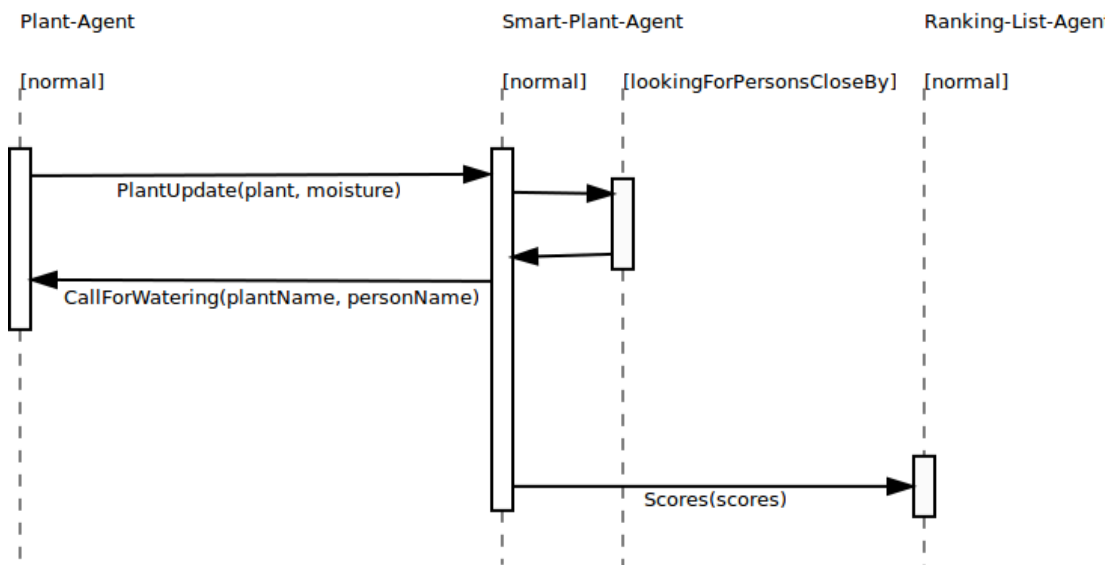 Plant-Agent
Smart-Plant-Agent
Ranking-List-Agent
[normal]
[normal]
[lookingForPersonsCloseBy]
[normal]
PlantUpdate(plant, moisture)
CallForWatering(plantName, personName)
Scores(scores)